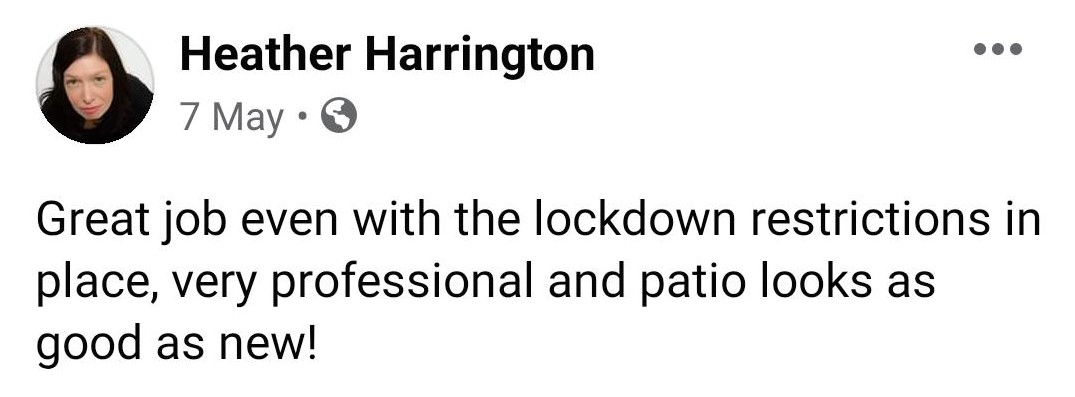 Heather Harrington
7 May •
Great job even with the lockdown restrictions in
place, very professional and patio looks as
good as new!